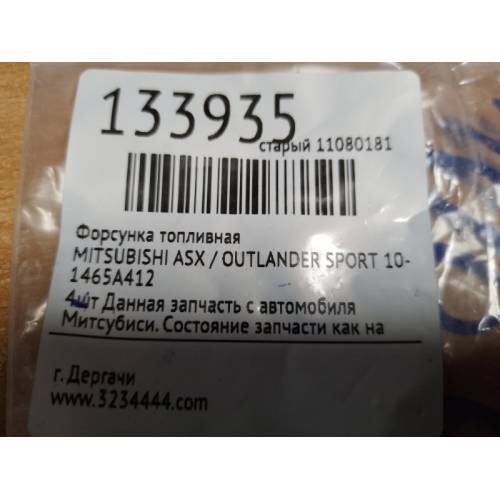 133935
старый 11080181
Форсунка топливная
MITSUBISHI ASX / OUTLANDER SPORT 10-
1465A412
4шт Данная запчасть с автомобиля
Митсубиси. Состояние запчасти как на
г. Дергачи
www.3234444.com